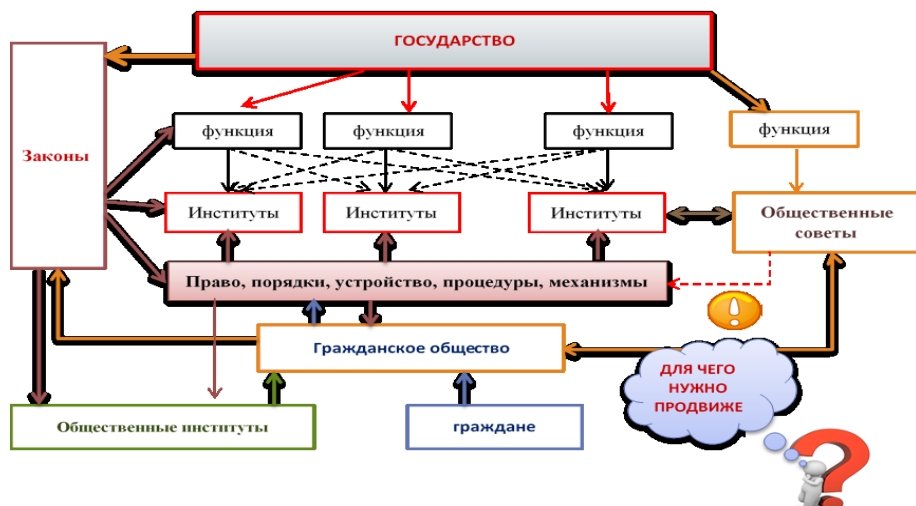 ГОСУДАРСТВО
функция
функция
функция
функция
Законы
Институты
Институты
Институты
Общественные
советы
Право, порядки, устройство, процедуры, механизмы
Гражданское общество
ДЛЯ ЧЕГО
НУЖНО
ПРОДВИЖЕ
Общественные институты
граждане